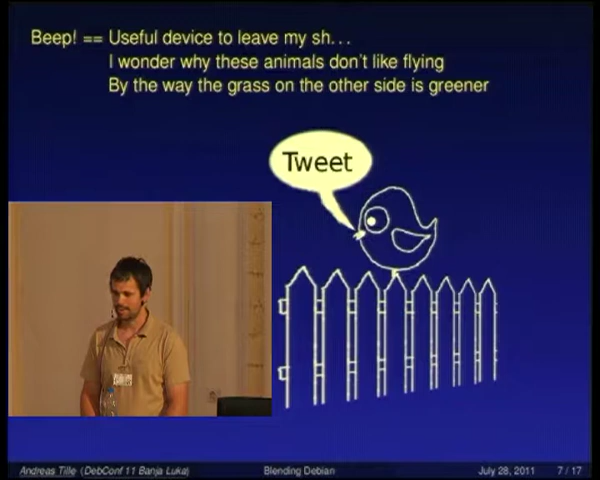 Beep! == Useful device to leave my sh...
I wonder why these animals don't like flying
By the way the grass on the other side is greener
Tweet
Andreas Tille (DebConf 11 Banja Luka) Blending Debian July 28, 2011 7 / 17